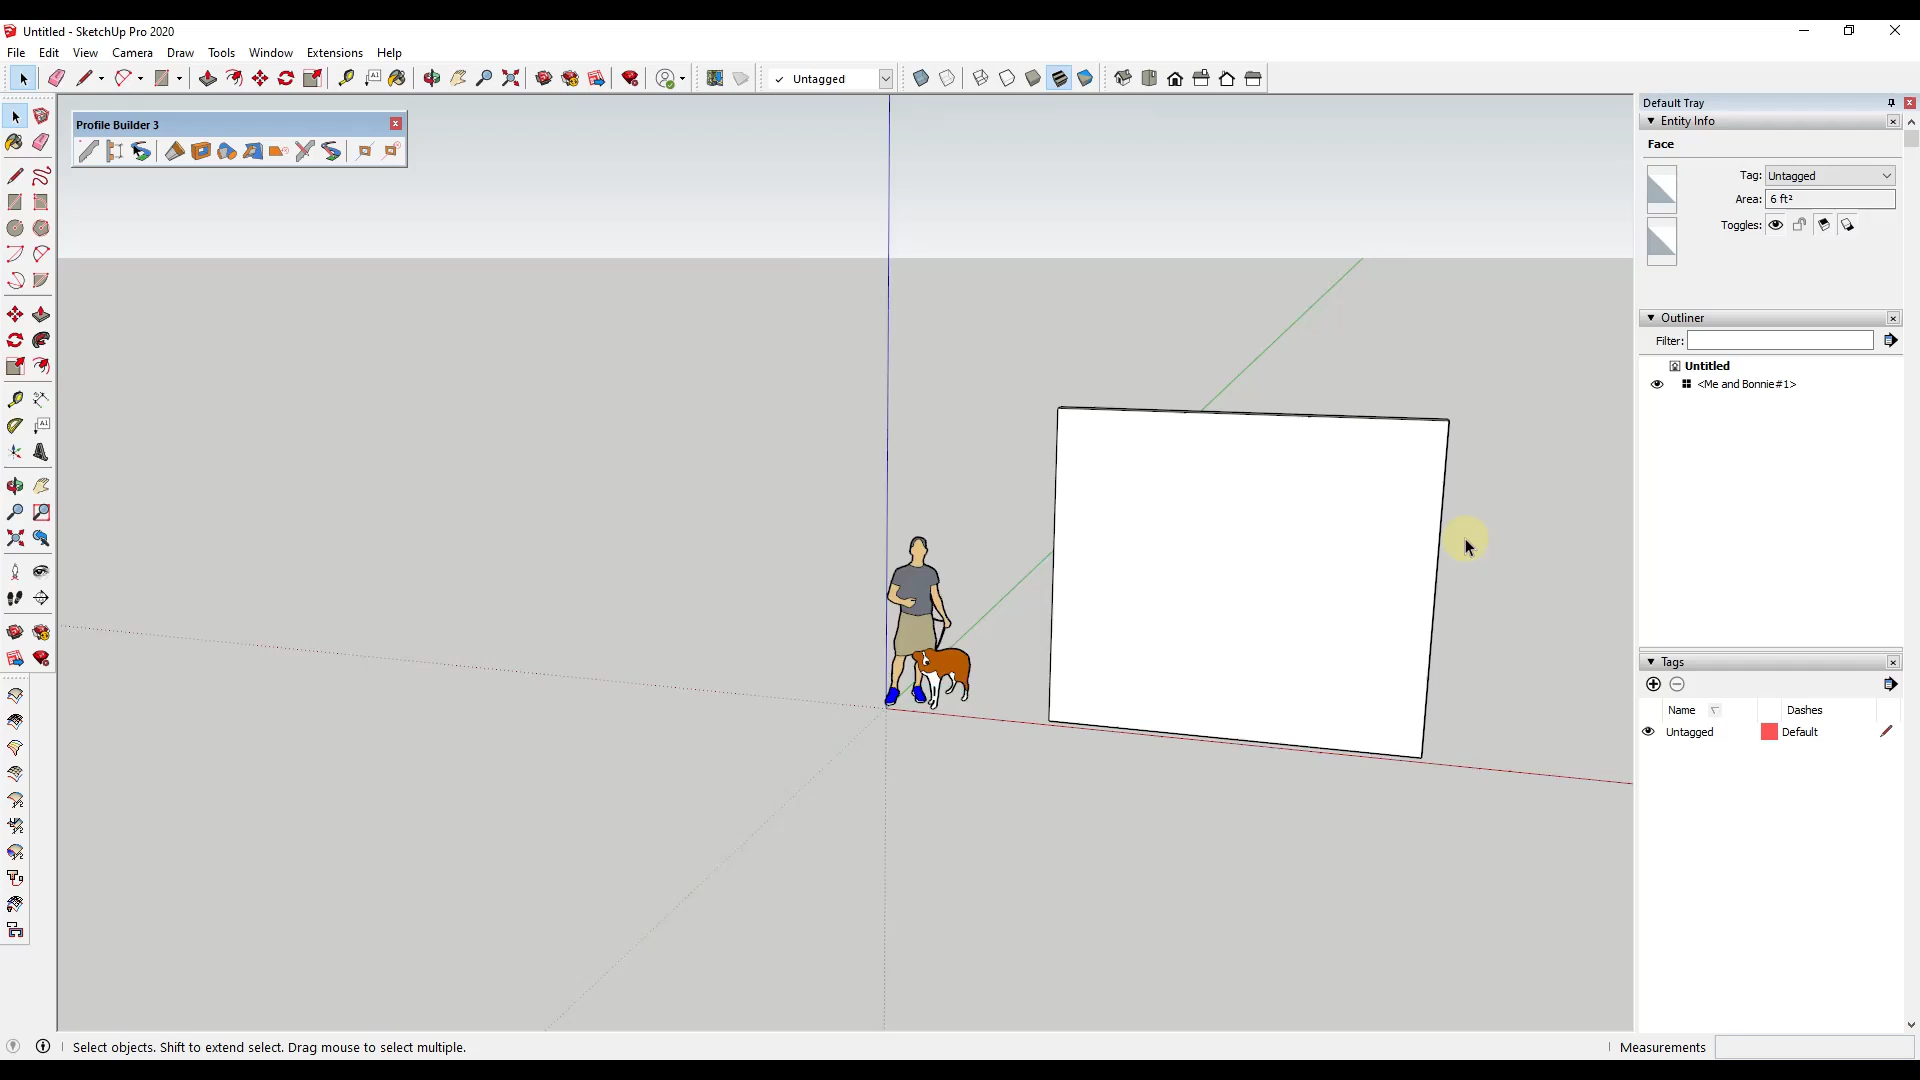 Untitled - SketchUp Pro 2020
File Edit View Camera Draw Tools Window Extensions Help
A1
✓ Untagged
Profile Builder 3
A1
Default Tray
Entity Info
Face
Tag: Untagged
Area: 6 ft²
Toggles:
Outliner
Filter:
Untitled
<Me and Bonnie#1>
Tags
Name Dashes
Untagged Default
Select objects. Shift to extend select. Drag mouse to select multiple.
Measurements